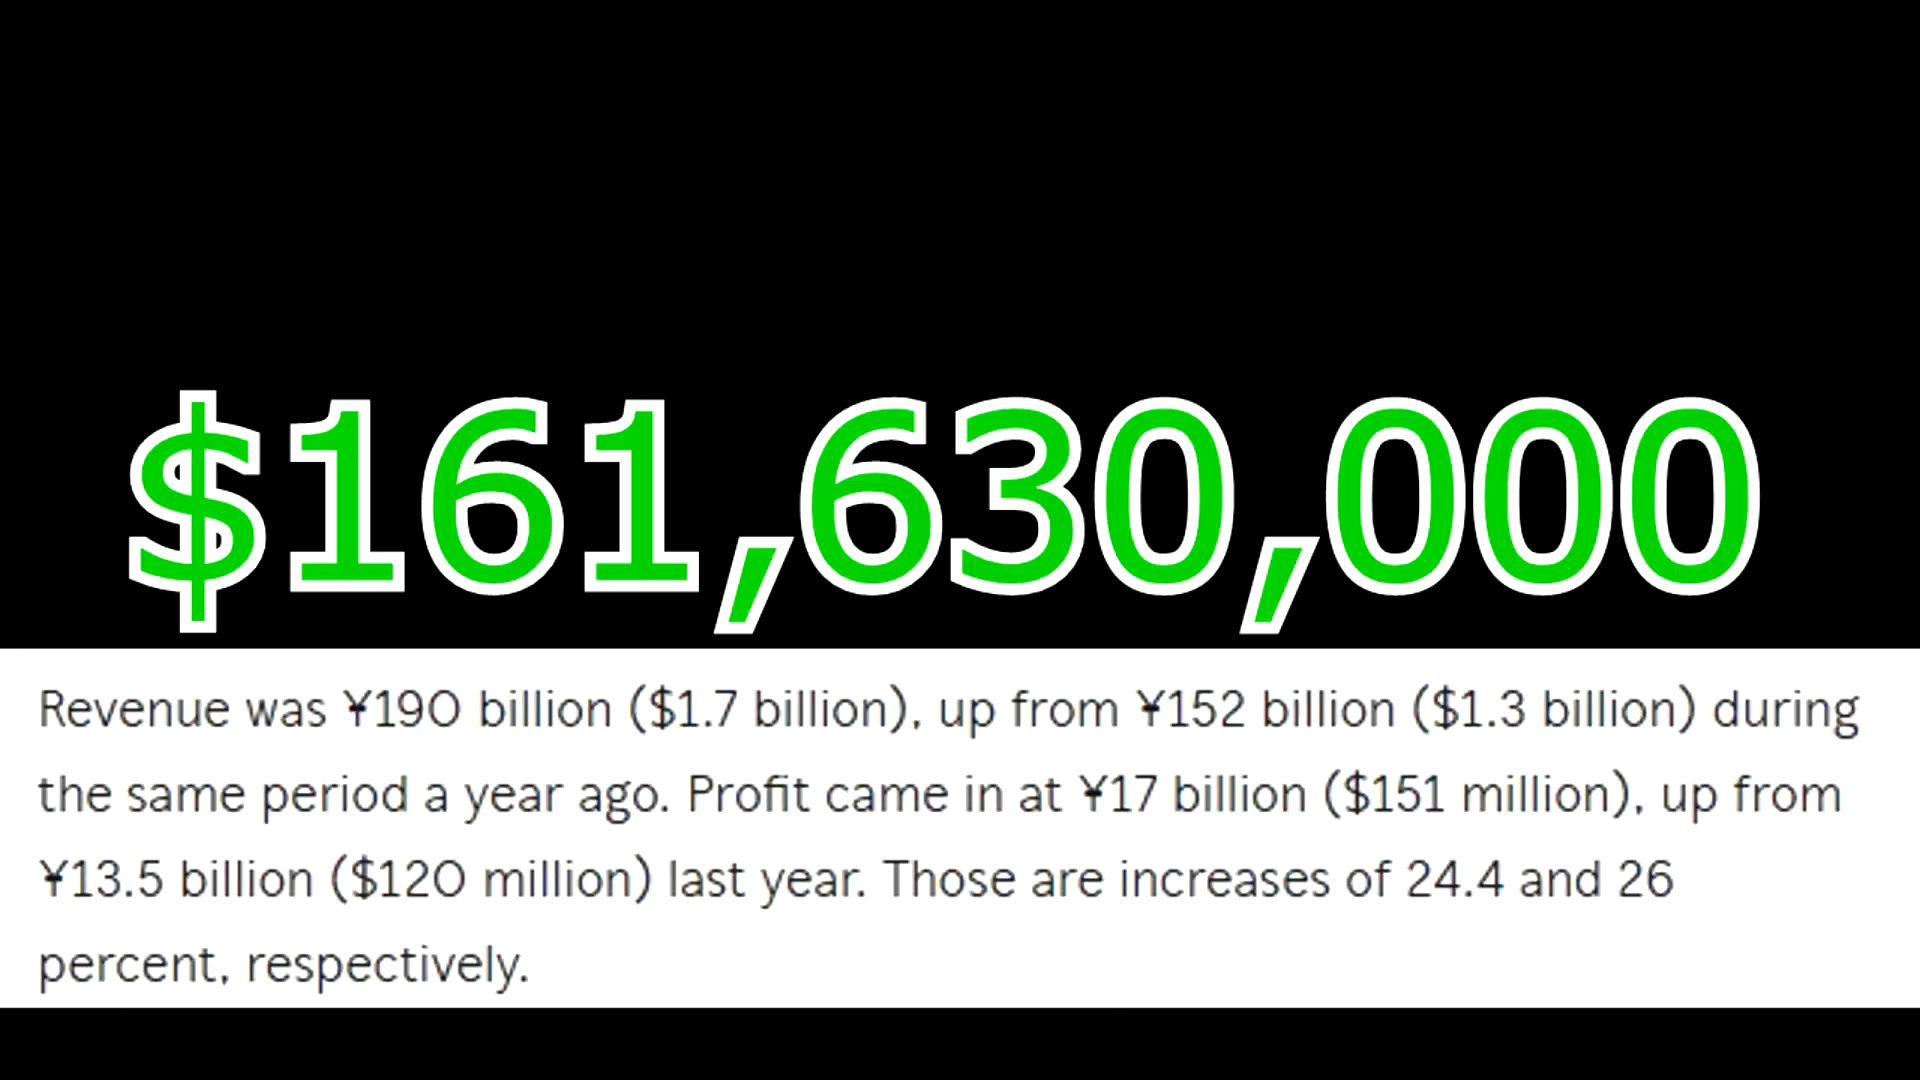 $161,630,000
Revenue was ¥190 billion ($1.7 billion), up from ¥152 billion ($1.3 billion) during
the same period a year ago. Profit came in at ¥17 billion ($151 million), up from
¥13.5 billion ($120 million) last year. Those are increases of 24.4 and 26
percent, respectively.